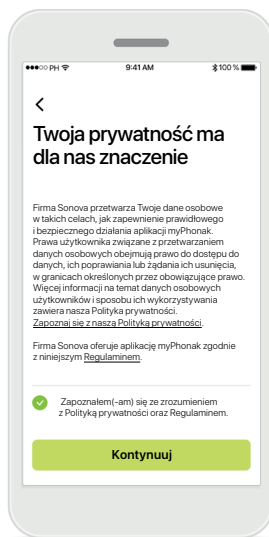 PH 9:41 AM 100 %
Twoja prywatność ma
dla nas znaczenie
Firma Sonova przetwarza Twoje dane osobowe
w takich celach, jak zapewnienie prawidłowego
i bezpiecznego działania aplikacji myPhonak.
Prawa użytkownika związane z przetwarzaniem
danych osobowych obejmują prawo do dostępu do
danych, ich poprawiania lub żądania ich usunięcia,
w granicach określonych przez obowiązujące prawo.
Więcej informacji na temat danych osobowych
użytkowników i sposobu ich wykorzystywania
zawiera nasza Polityka prywatności.
Zapoznaj się z naszą Polityką prywatności.
Firma Sonova oferuje aplikację myPhonak zgodnie
z niniejszym Regulaminem.
Zapoznałem(-am) się ze zrozumieniem
z Polityką prywatności oraz Regulaminem.
Kontynuuj